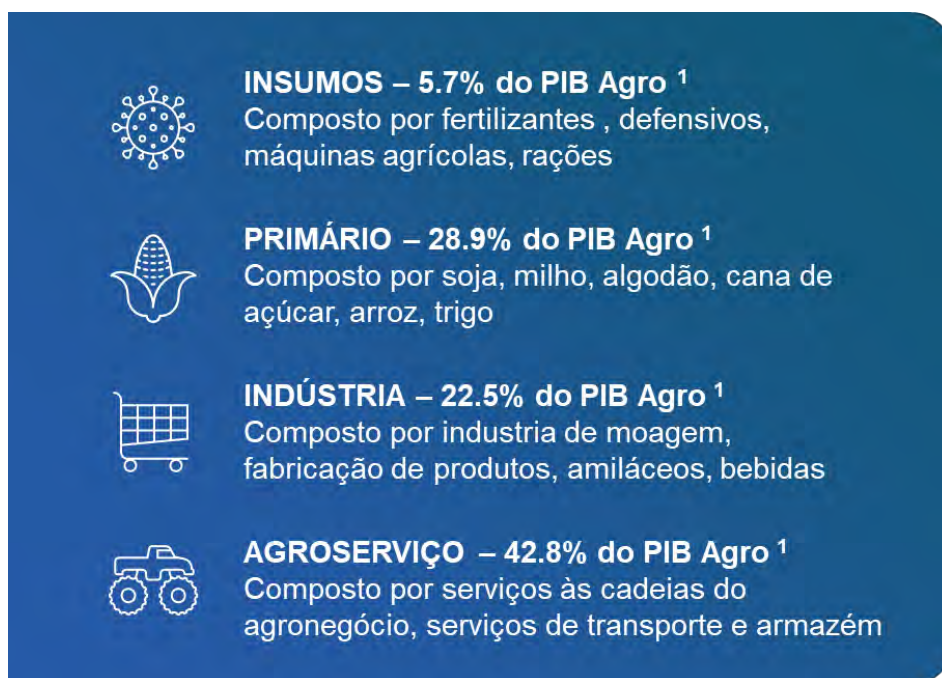 INSUMOS – 5.7% do PIB Agro ¹
Composto por fertilizantes , defensivos,
máquinas agrícolas, rações
PRIMÁRIO – 28.9% do PIB Agro ¹
Composto por soja, milho, algodão, cana de
açúcar, arroz, trigo
INDÚSTRIA – 22.5% do PIB Agro ¹
Composto por industria de moagem,
fabricação de produtos, amiláceos, bebidas
AGROSERVIÇO – 42.8% do PIB Agro ¹
Composto por serviços às cadeias do
agronegócio, serviços de transporte e armazém